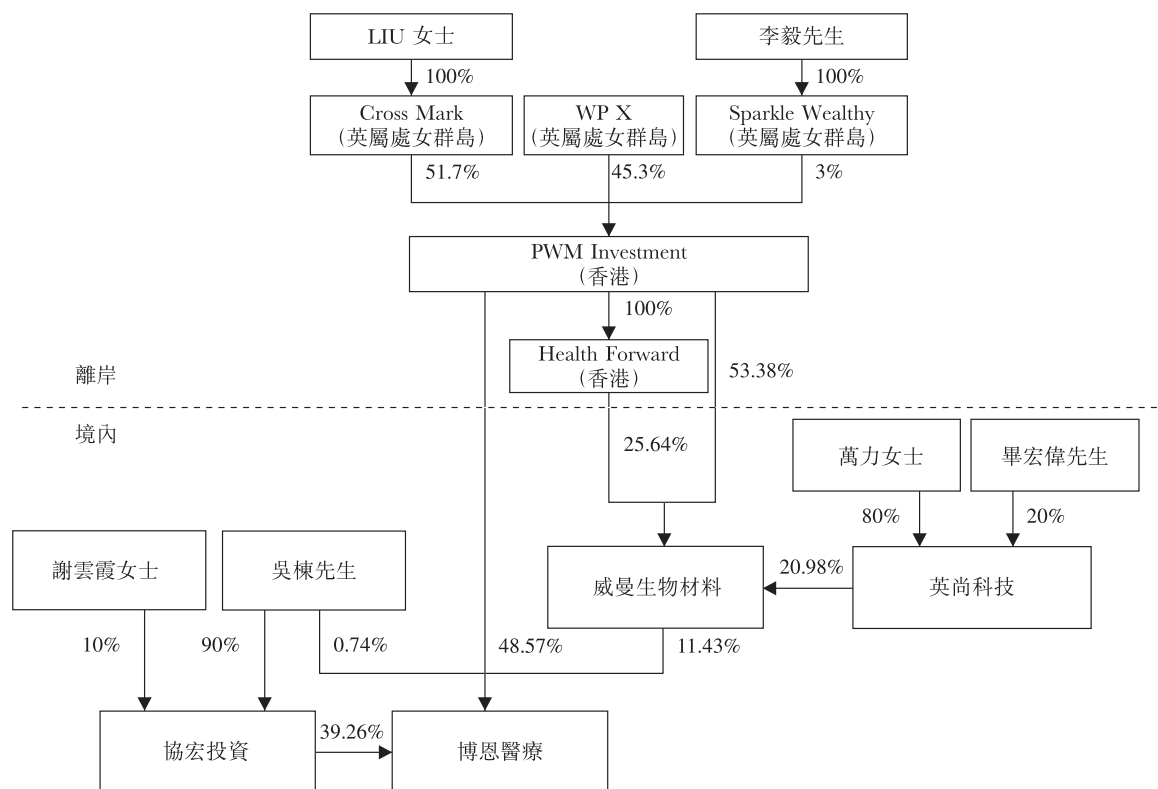 LIU 女士
李毅先生
100%
100%
Cross Mark
(英屬處女群島)
WP X
(英屬處女群島)
Sparkle Wealthy
(英屬處女群島)
51.7%
45.3%
3%
PWM Investment
(香港)
100%
Health Forward
(香港)
53.38%
離岸
境內
25.64%
萬力女士
畢宏偉先生
80%
20%
謝雲霞女士
吳棟先生
威曼生物材料
20.98%
英尚科技
10%
90%
0.74%
48.57%
11.43%
協宏投資
39.26%
博恩醫療